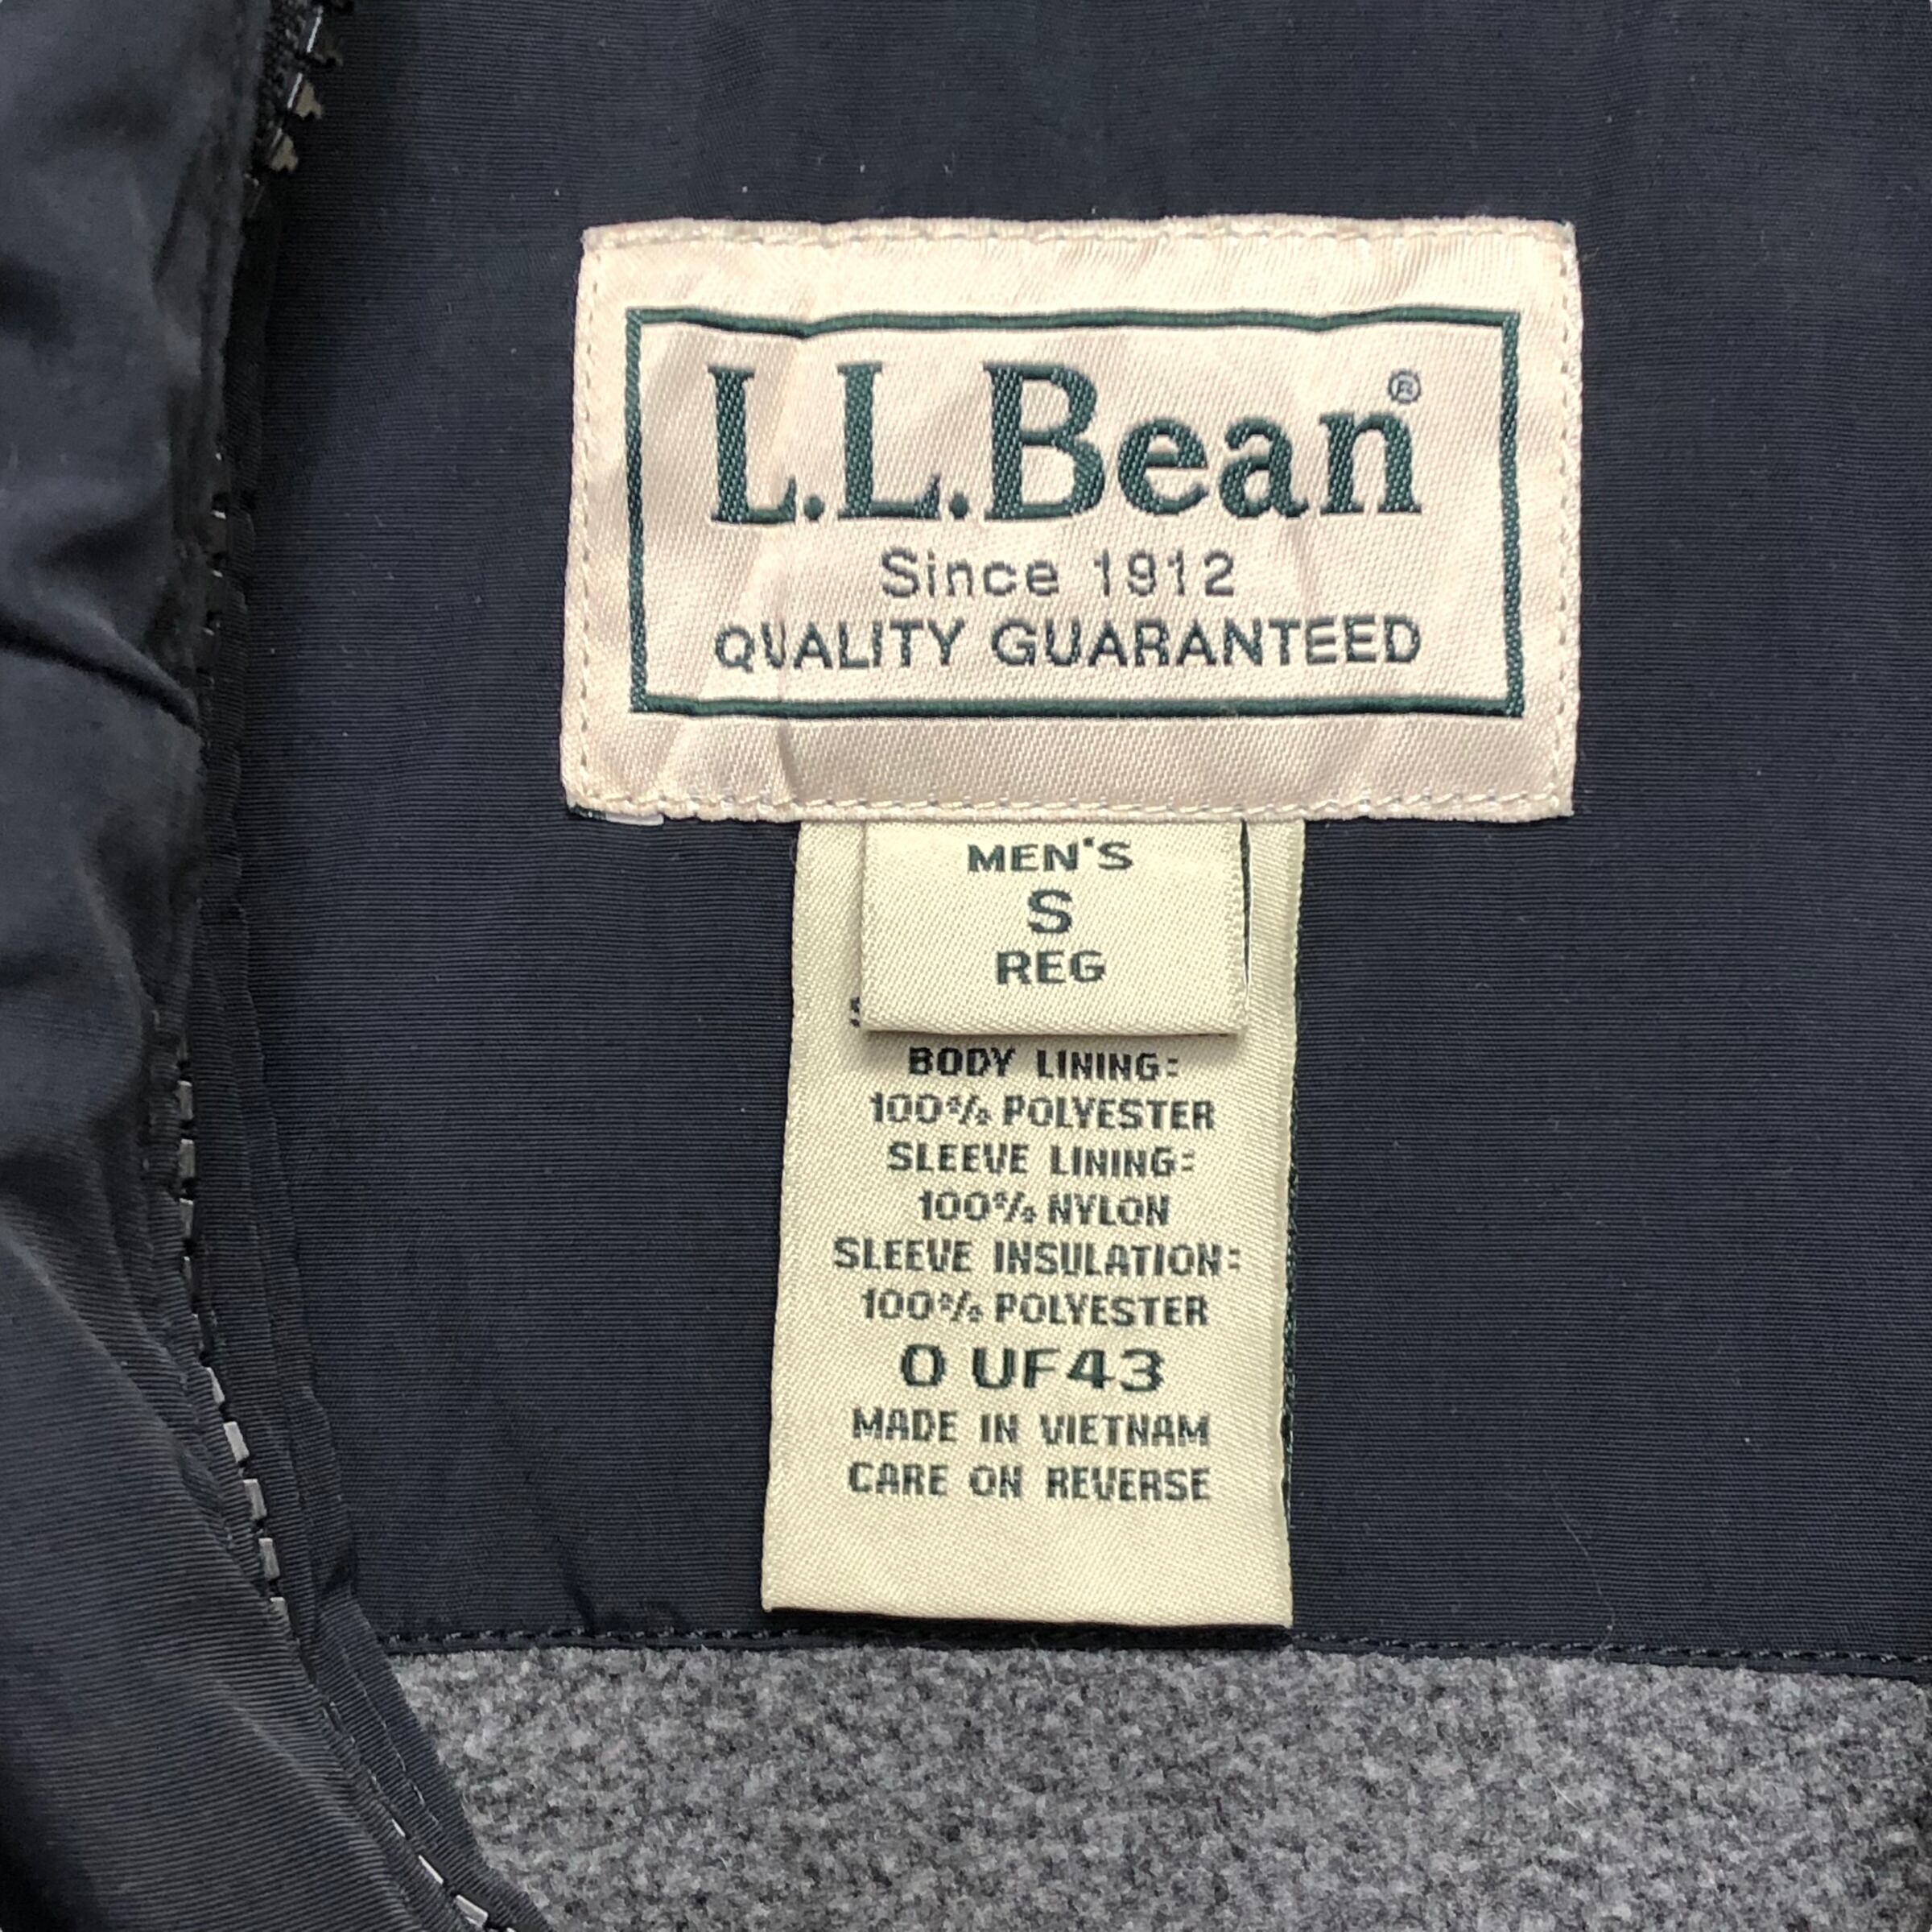 L.L.Bean®
Since 1912
QUALITY GUARANTEED
MEN'S
S
REG
BODY LINING:
100% POLYESTER
SLEEVE LINING:
100% NYLON
SLEEVE INSULATION:
100% POLYESTER
0 UF43
MADE IN VIETNAM
CARE ON REVERSE